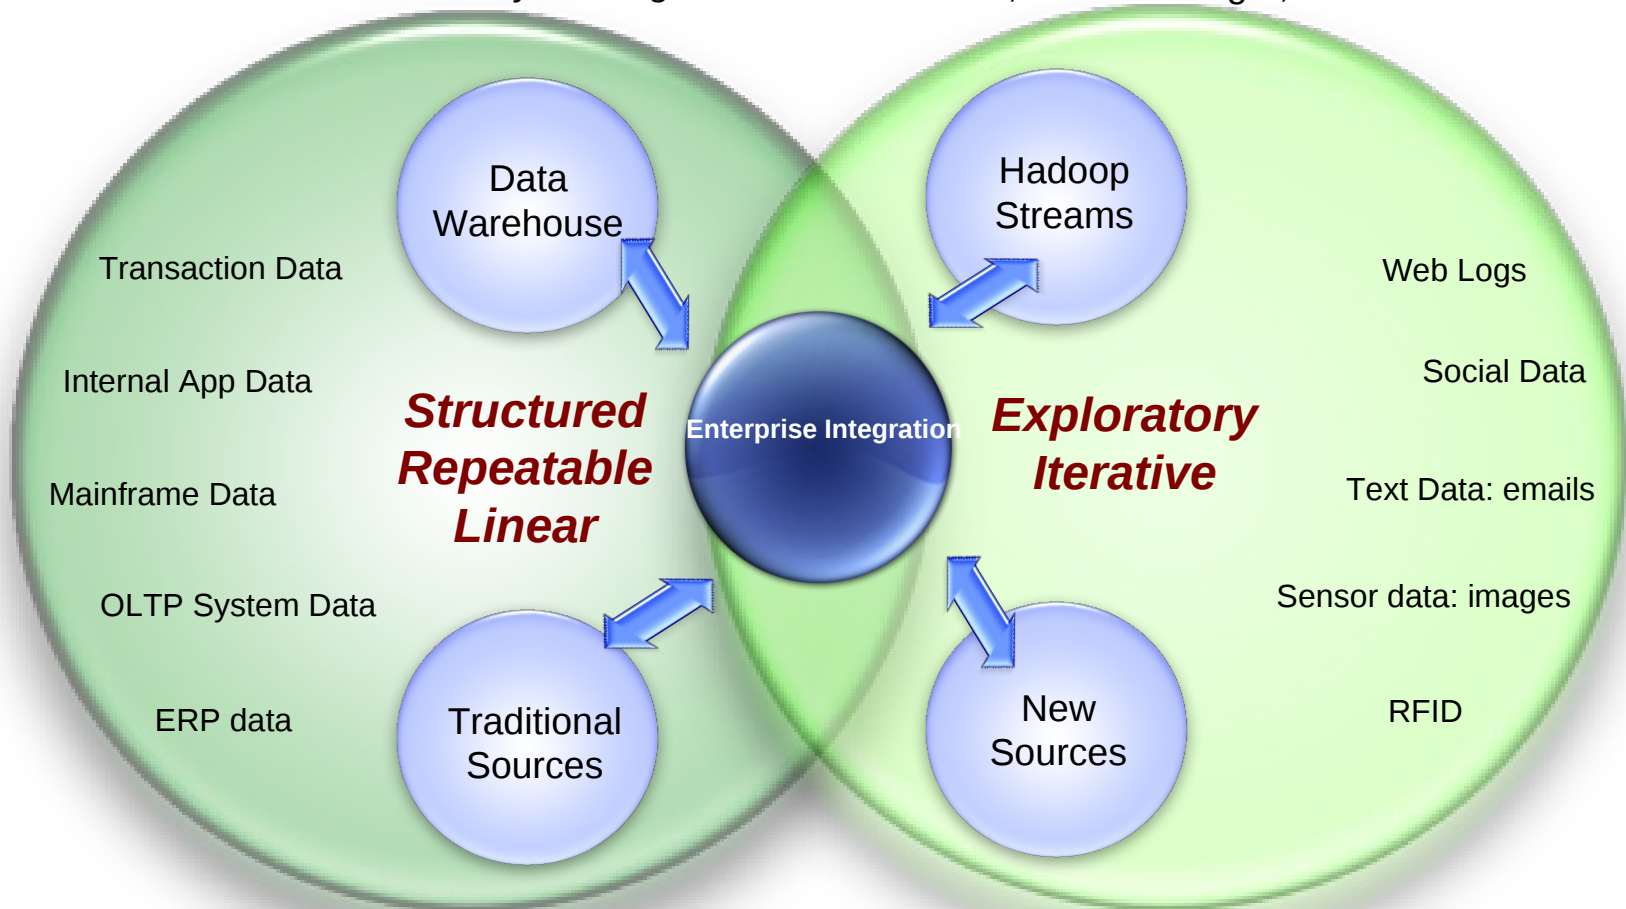 Data
Warehouse
Transaction Data
Internal App Data
Structured
Repeatable
Linear
Mainframe Data
OLTP System Data
ERP data
Traditional
Sources
Enterprise Integration
Hadoop
Streams
Exploratory
Iterative
New
Sources
Web Logs
Social Data
Text Data: emails
Sensor data: images
RFID